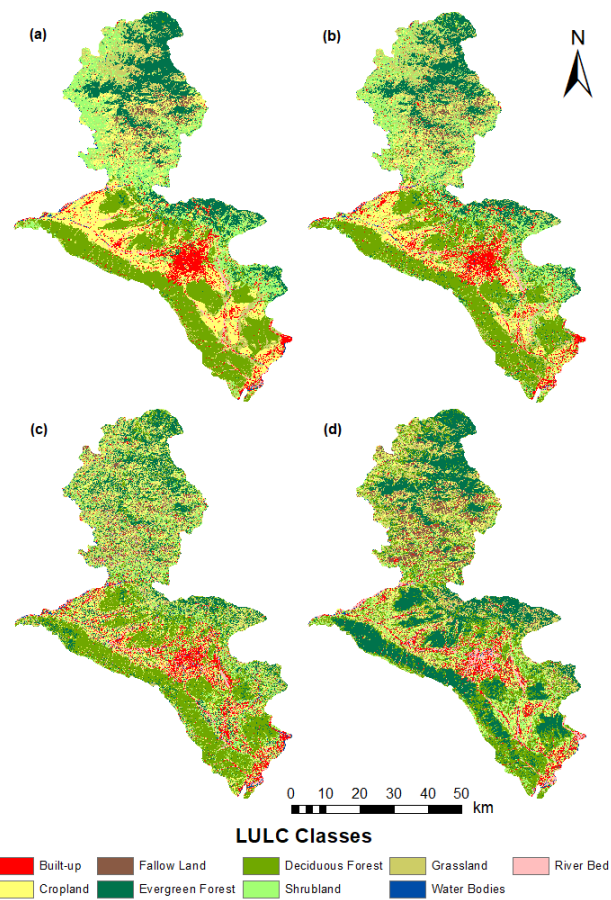 (a)
(b)
N
(c)
(d)
0 10 20 30 40 50
km
LULC Classes
Built-up
Fallow Land
Deciduous Forest
Grassland
River Bed
Cropland
Evergreen Forest
Shrubland
Water Bodies